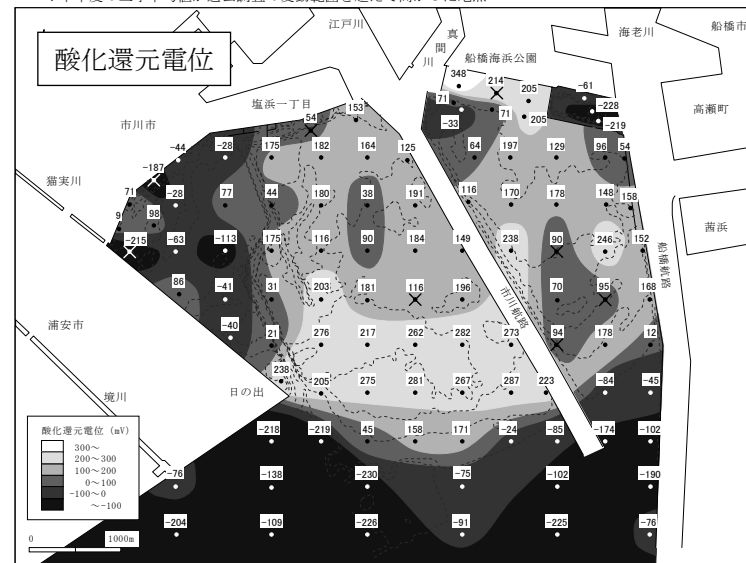 江戸川
真
間
川
船橋海浜公園
海老川
船橋市
酸化還元電位
塩浜一丁目
市川市
高瀬町
猫実川
茜浜
船橋航路
市川航路
浦安市
境川
日の出
348 214 205 -61
153 71 71 205 -228
54 -33 -219
-44 -28 175 182 164 125 64 197 129 96 54
-187
71 -28 77 44 180 38 191 116 170 178 148 158
9 98
-215 -63 -113 175 116 90 184 149 238 90 246 152
86 -41 31 203 181 116 196 70 95 168
-40 21 276 217 262 282 273 94 178 12
238 205 275 281 267 287 223 -84 -45
-218 -219 45 158 171 -24 -85 -174 -102
-76 -138 -230 -75 -102 -190
-204 -109 -226 -91 -225 -76
酸化還元電位 (mV)
300～
200～300
100～200
0～100
-100～0
～-100
0 1000m